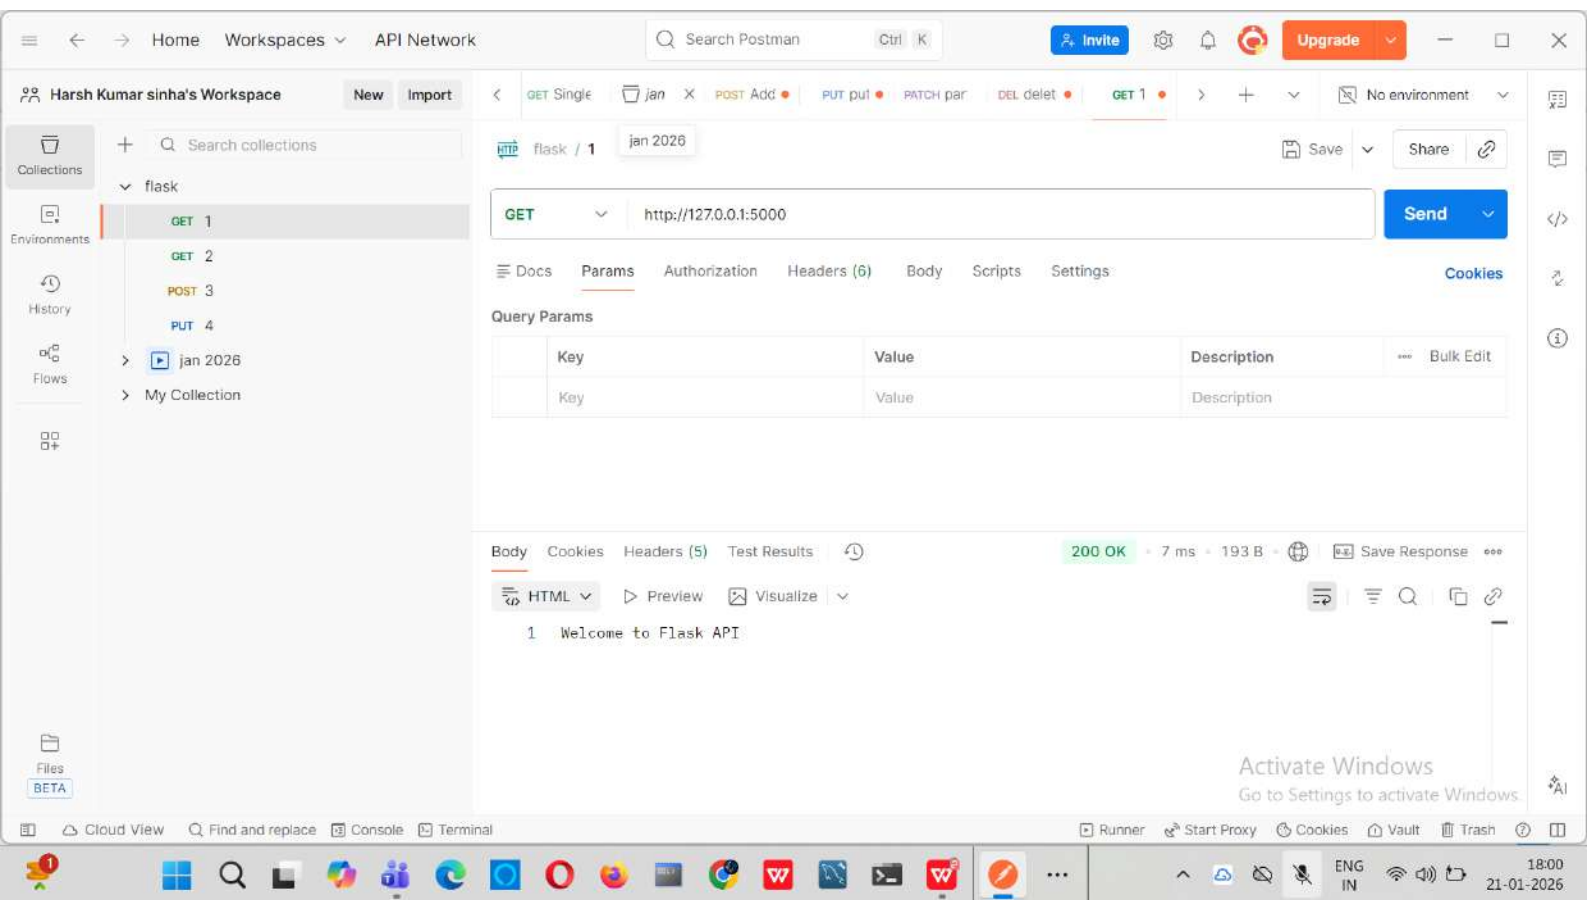 Home Workspaces API Network Search Postman Ctrl K Invite Upgrade
Harsh Kumar sinha's Workspace New Import GET Single jan POST Add PUT put PATCH par DEL delet GET 1 No environment
Collections
Search collections
flask / 1
jan 2026
Save Share
flask
GET 1
GET 2
POST 3
PUT 4
jan 2026
My Collection
Environments
History
Flows
Files
BETA
GET http://127.0.0.1:5000 Send
Docs Params Authorization Headers (6) Body Scripts Settings Cookies
Query Params
Key Value Description Bulk Edit
Key Value Description
Body Cookies Headers (5) Test Results 200 OK 7 ms 193 B Save Response
HTML Preview Visualize
1 Welcome to Flask API
Activate Windows
Go to Settings to activate Windows.
Cloud View Find and replace Console Terminal Runner Start Proxy Cookies Vault Trash
1
ENG
IN
18:00
21-01-2026